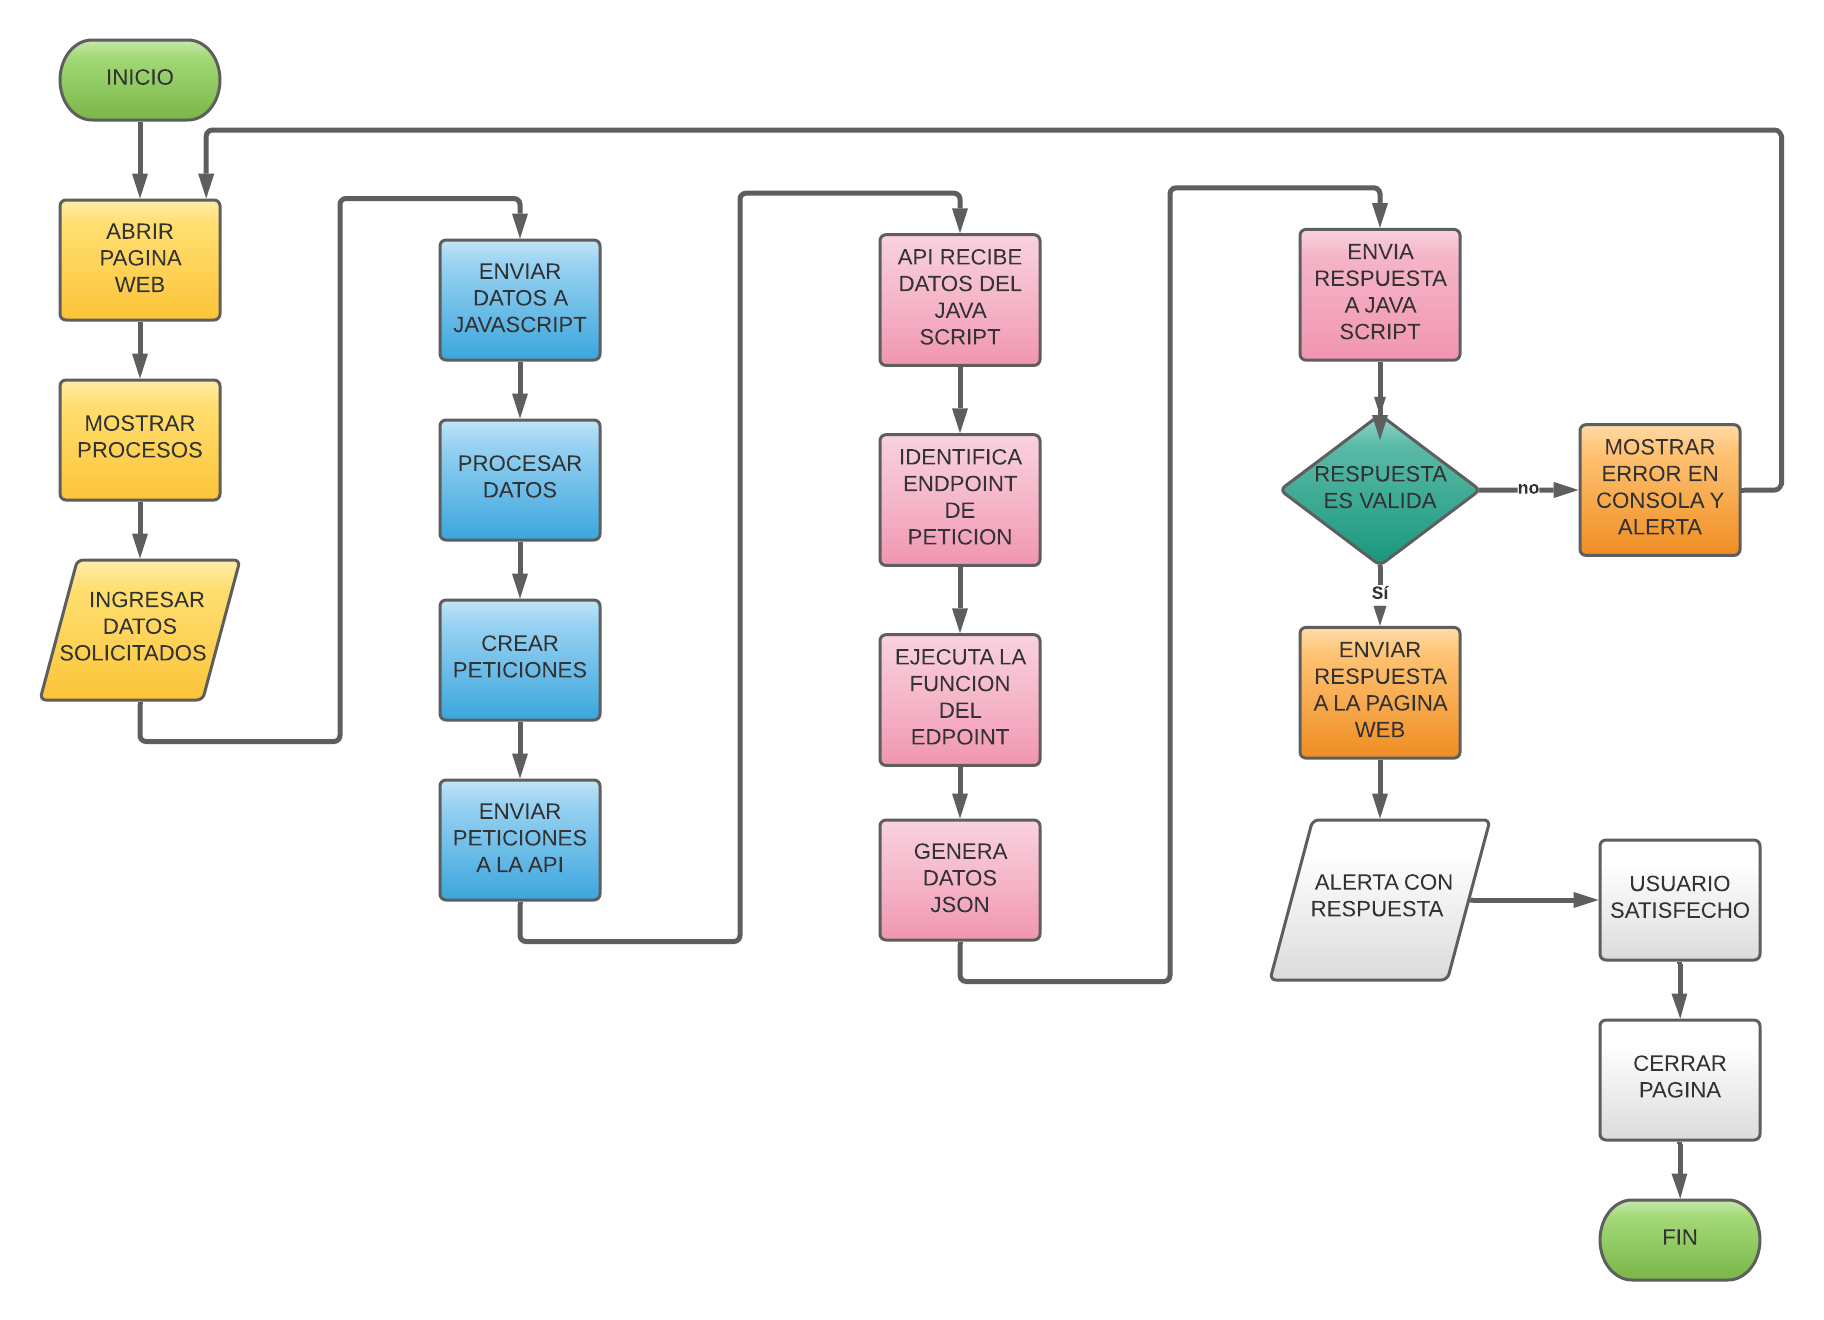 INICIO
ABRIR
PAGINA
WEB
MOSTRAR
PROCESOS
INGRESAR
DATOS
SOLICITADOS
ENVIAR
DATOS A
JAVASCRIPT
PROCESAR
DATOS
CREAR
PETICIONES
ENVIAR
PETICIONES
A LA API
API RECIBE
DATOS DEL
JAVA
SCRIPT
IDENTIFICA
ENDPOINT
DE
PETICION
EJECUTA LA
FUNCION
DEL
EDPOINT
GENERA
DATOS
JSON
ENVIA
RESPUESTA
A JAVA
SCRIPT
RESPUESTA
ES VALIDA
no
MOSTRAR
ERROR EN
CONSOLA Y
ALERTA
Sí
ENVIAR
RESPUESTA
A LA PAGINA
WEB
ALERTA CON
RESPUESTA
USUARIO
SATISFECHO
CERRAR
PAGINA
FIN